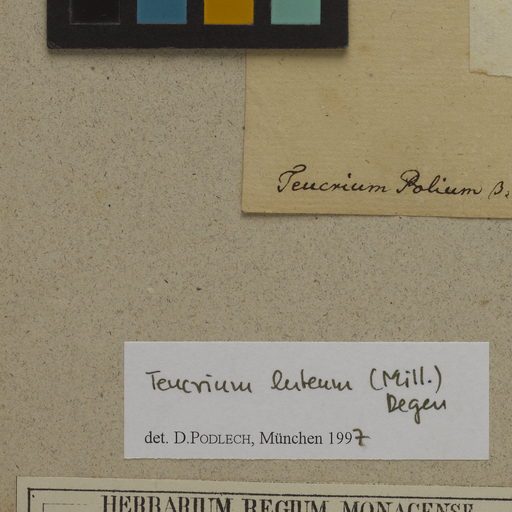 Teucrium Polium β.
Teucrium luteum (Mill.)
Degen
det. D.PODLECH, München 1997
HERBARIUM REGIUM MONACENSE